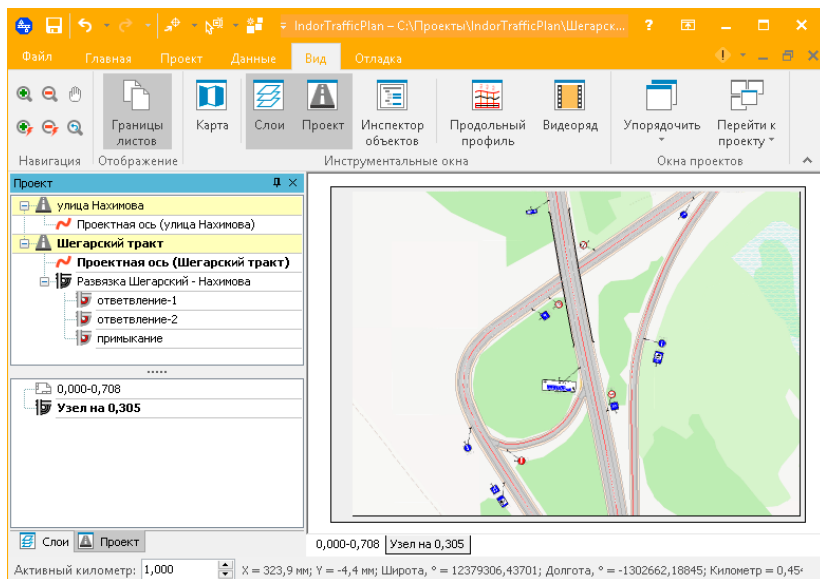 IndorTrafficPlan – C:\Проекты\IndorTrafficPlan\Шегарск... ?
Файл Главная Проект Данные Вид Отладка
Границы листов
Карта
Слои
Проект
Инспектор объектов
Продольный профиль
Видеоряд
Упорядочить
Перейти к проекту
Навигация Отображение Инструментальные окна Окна проектов
Проект
улица Нахимова
Проектная ось (улица Нахимова)
Шегарский тракт
Проектная ось (Шегарский тракт)
Развязка Шегарский - Нахимова
ответвление-1
ответвление-2
примыкание
0,000-0,708
Узел на 0,305
Слои Проект
0,000-0,708 Узел на 0,305
Активный километр: 1,000 X = 323,9 мм; Y = -4,4 мм; Широта, ° = 12379306,43701; Долгота, ° = -1302662,18845; Километр = 0,45